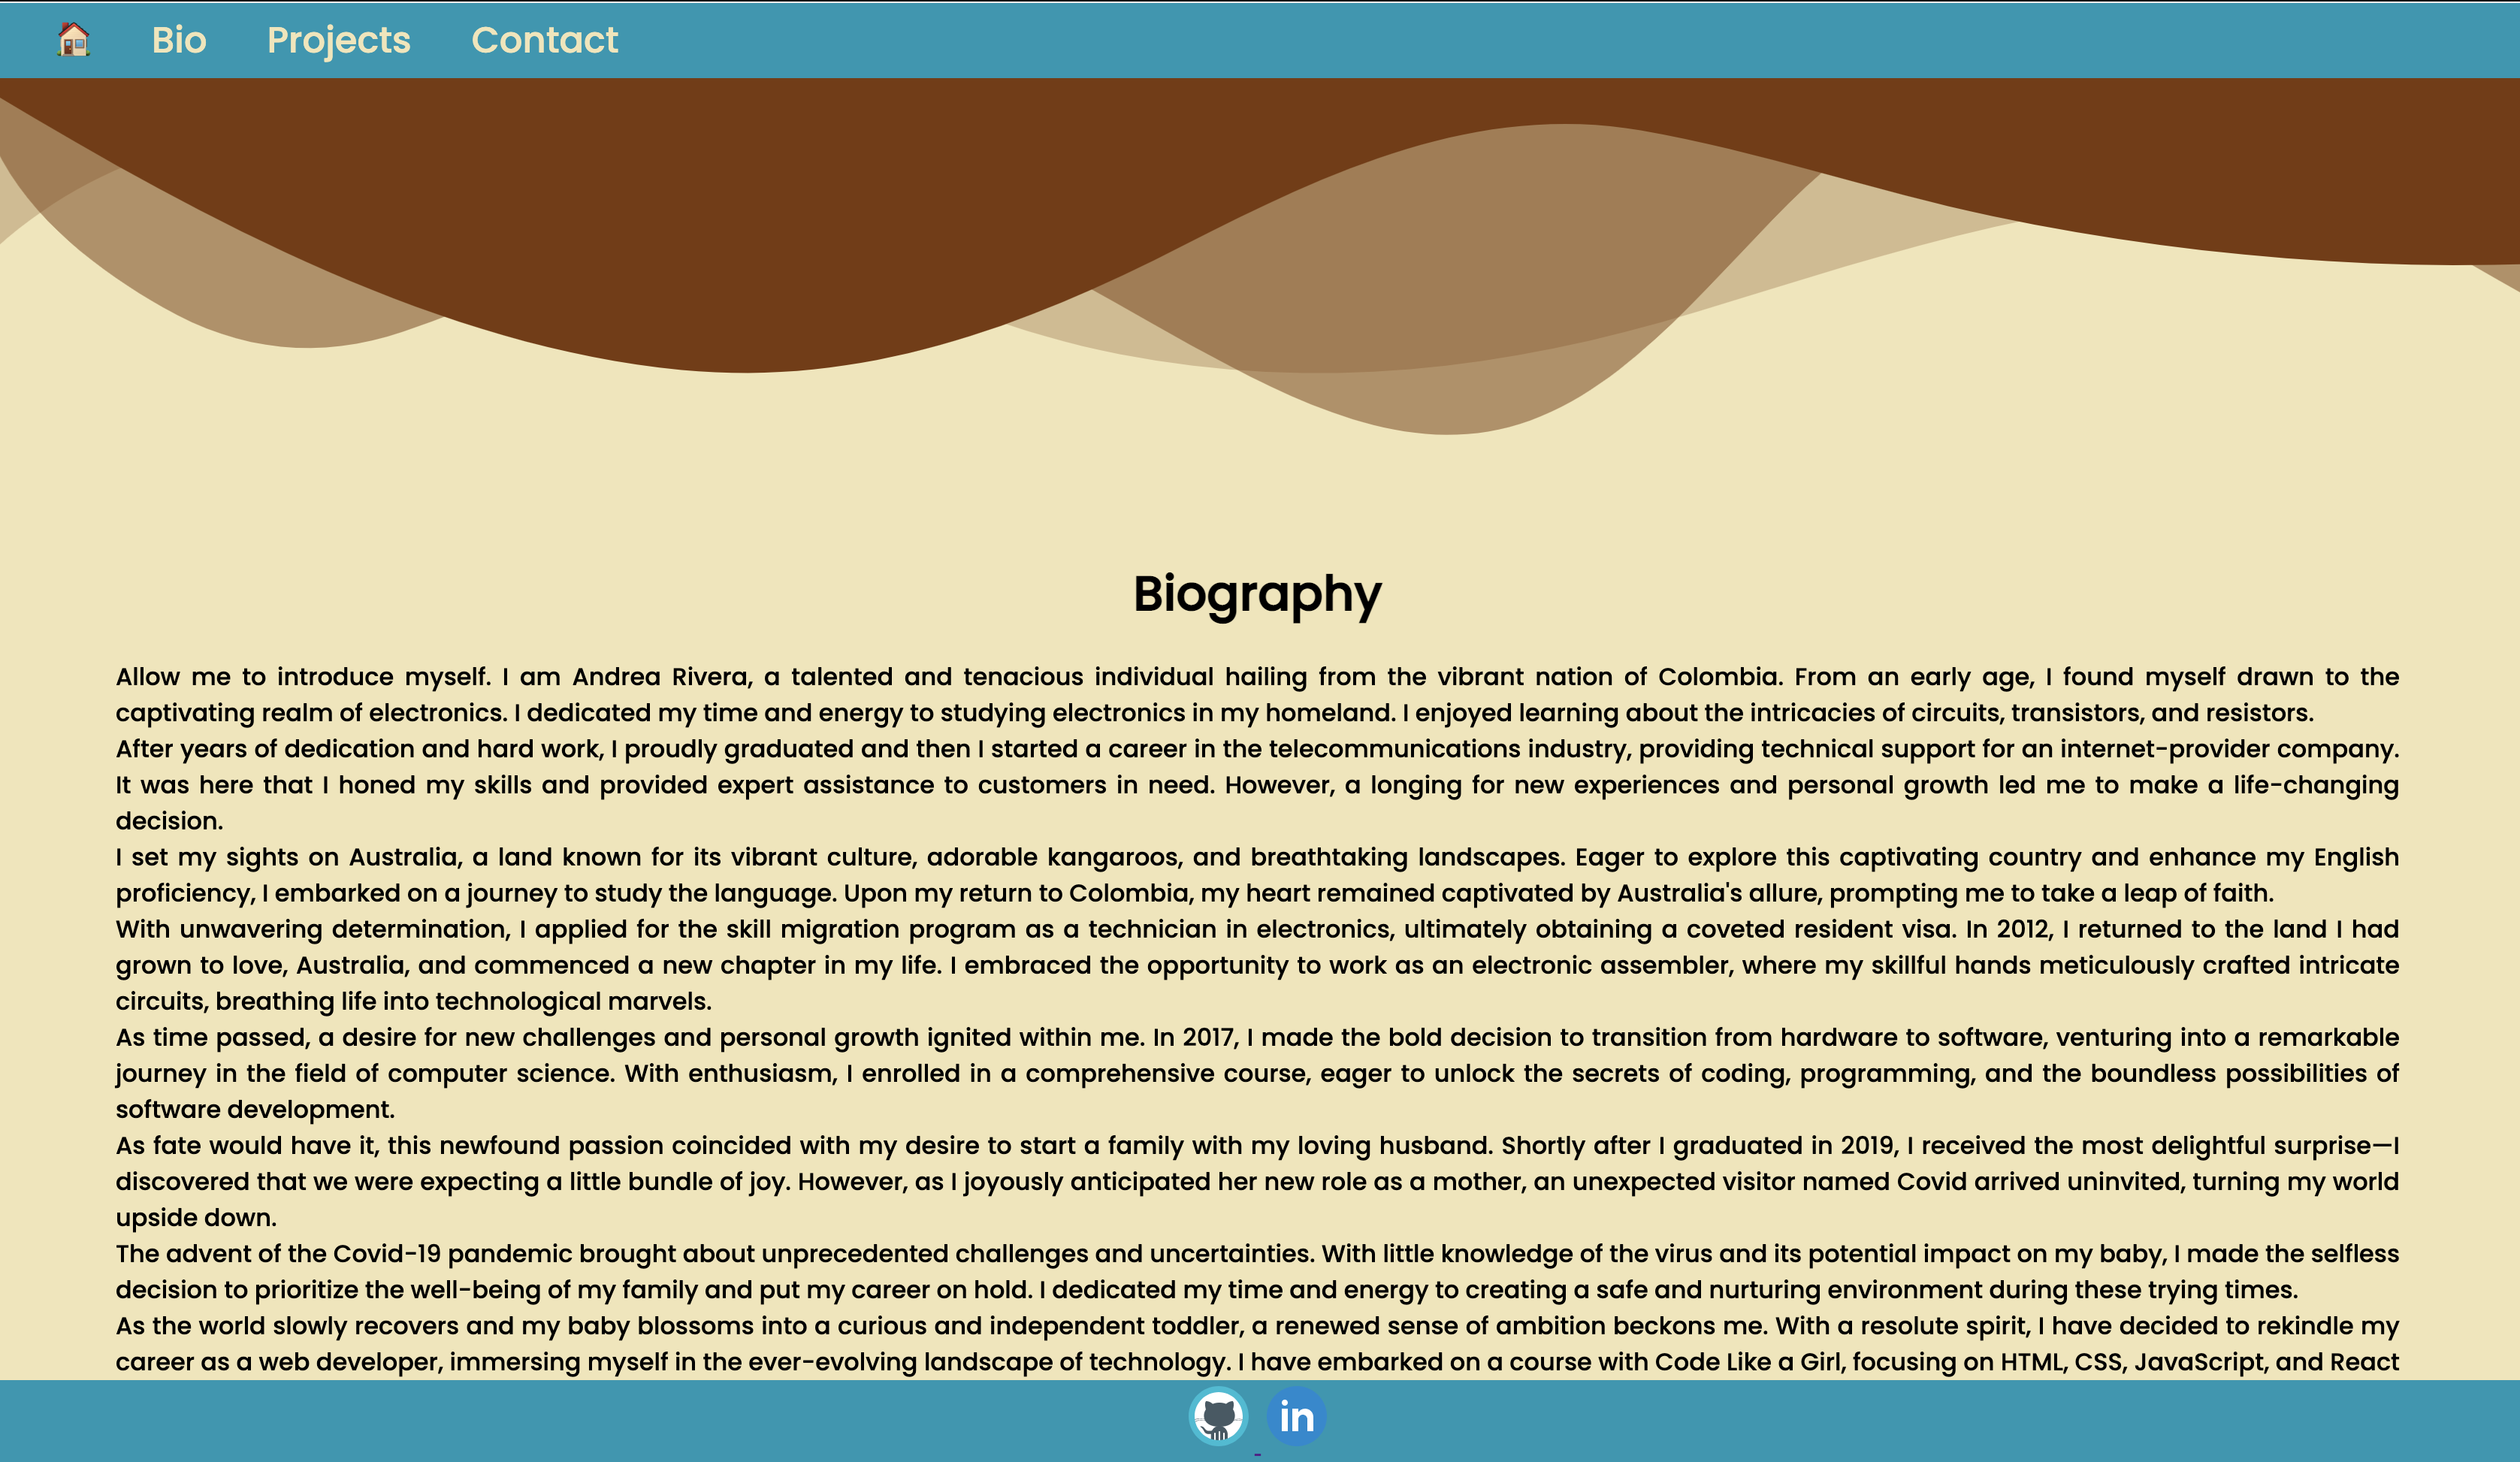 Bio Projects Contact
Biography
Allow me to introduce myself. I am Andrea Rivera, a talented and tenacious individual hailing from the vibrant nation of Colombia. From an early age, I found myself drawn to the
captivating realm of electronics. I dedicated my time and energy to studying electronics in my homeland. I enjoyed learning about the intricacies of circuits, transistors, and resistors.
After years of dedication and hard work, I proudly graduated and then I started a career in the telecommunications industry, providing technical support for an internet-provider company.
It was here that I honed my skills and provided expert assistance to customers in need. However, a longing for new experiences and personal growth led me to make a life-changing
decision.
I set my sights on Australia, a land known for its vibrant culture, adorable kangaroos, and breathtaking landscapes. Eager to explore this captivating country and enhance my English
proficiency, I embarked on a journey to study the language. Upon my return to Colombia, my heart remained captivated by Australia's allure, prompting me to take a leap of faith.
With unwavering determination, I applied for the skill migration program as a technician in electronics, ultimately obtaining a coveted resident visa. In 2012, I returned to the land I had
grown to love, Australia, and commenced a new chapter in my life. I embraced the opportunity to work as an electronic assembler, where my skillful hands meticulously crafted intricate
circuits, breathing life into technological marvels.
As time passed, a desire for new challenges and personal growth ignited within me. In 2017, I made the bold decision to transition from hardware to software, venturing into a remarkable
journey in the field of computer science. With enthusiasm, I enrolled in a comprehensive course, eager to unlock the secrets of coding, programming, and the boundless possibilities of
software development.
As fate would have it, this newfound passion coincided with my desire to start a family with my loving husband. Shortly after I graduated in 2019, I received the most delightful surprise—I
discovered that we were expecting a little bundle of joy. However, as I joyously anticipated her new role as a mother, an unexpected visitor named Covid arrived uninvited, turning my world
upside down.
The advent of the Covid-19 pandemic brought about unprecedented challenges and uncertainties. With little knowledge of the virus and its potential impact on my baby, I made the selfless
decision to prioritize the well-being of my family and put my career on hold. I dedicated my time and energy to creating a safe and nurturing environment during these trying times.
As the world slowly recovers and my baby blossoms into a curious and independent toddler, a renewed sense of ambition beckons me. With a resolute spirit, I have decided to rekindle my
career as a web developer, immersing myself in the ever-evolving landscape of technology. I have embarked on a course with Code Like a Girl, focusing on HTML, CSS, JavaScript, and React
in